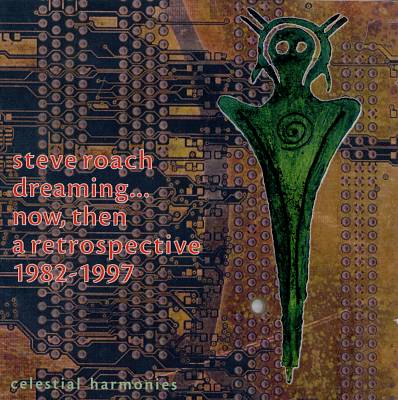 steve roach
dreaming...
now, then
a retrospective
1982-1997
celestial harmonies